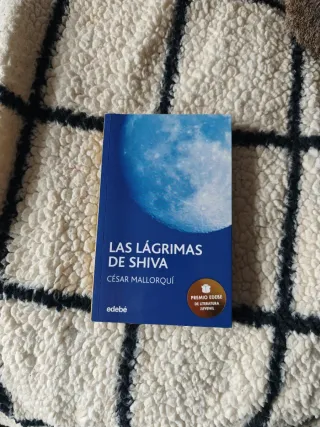 LAS LÁGRIMAS
DE SHIVA
CÉSAR MALLORQUÍ
PREMIO EDEBÉ
DE LITERATURA
JUVENIL
edebé